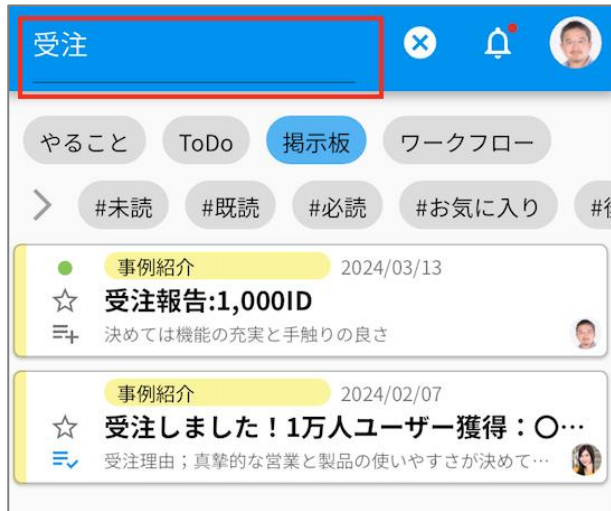 受注
やること ToDo 掲示板 ワークフロー
#未読 #既読 #必読 #お気に入り
事例紹介 2024/03/13
受注報告:1,000ID
決めては機能の充実と手触りの良さ
事例紹介 2024/02/07
受注しました！1万人ユーザー獲得：〇…
受注理由；真摯的な営業と製品の使いやすさが決めて…